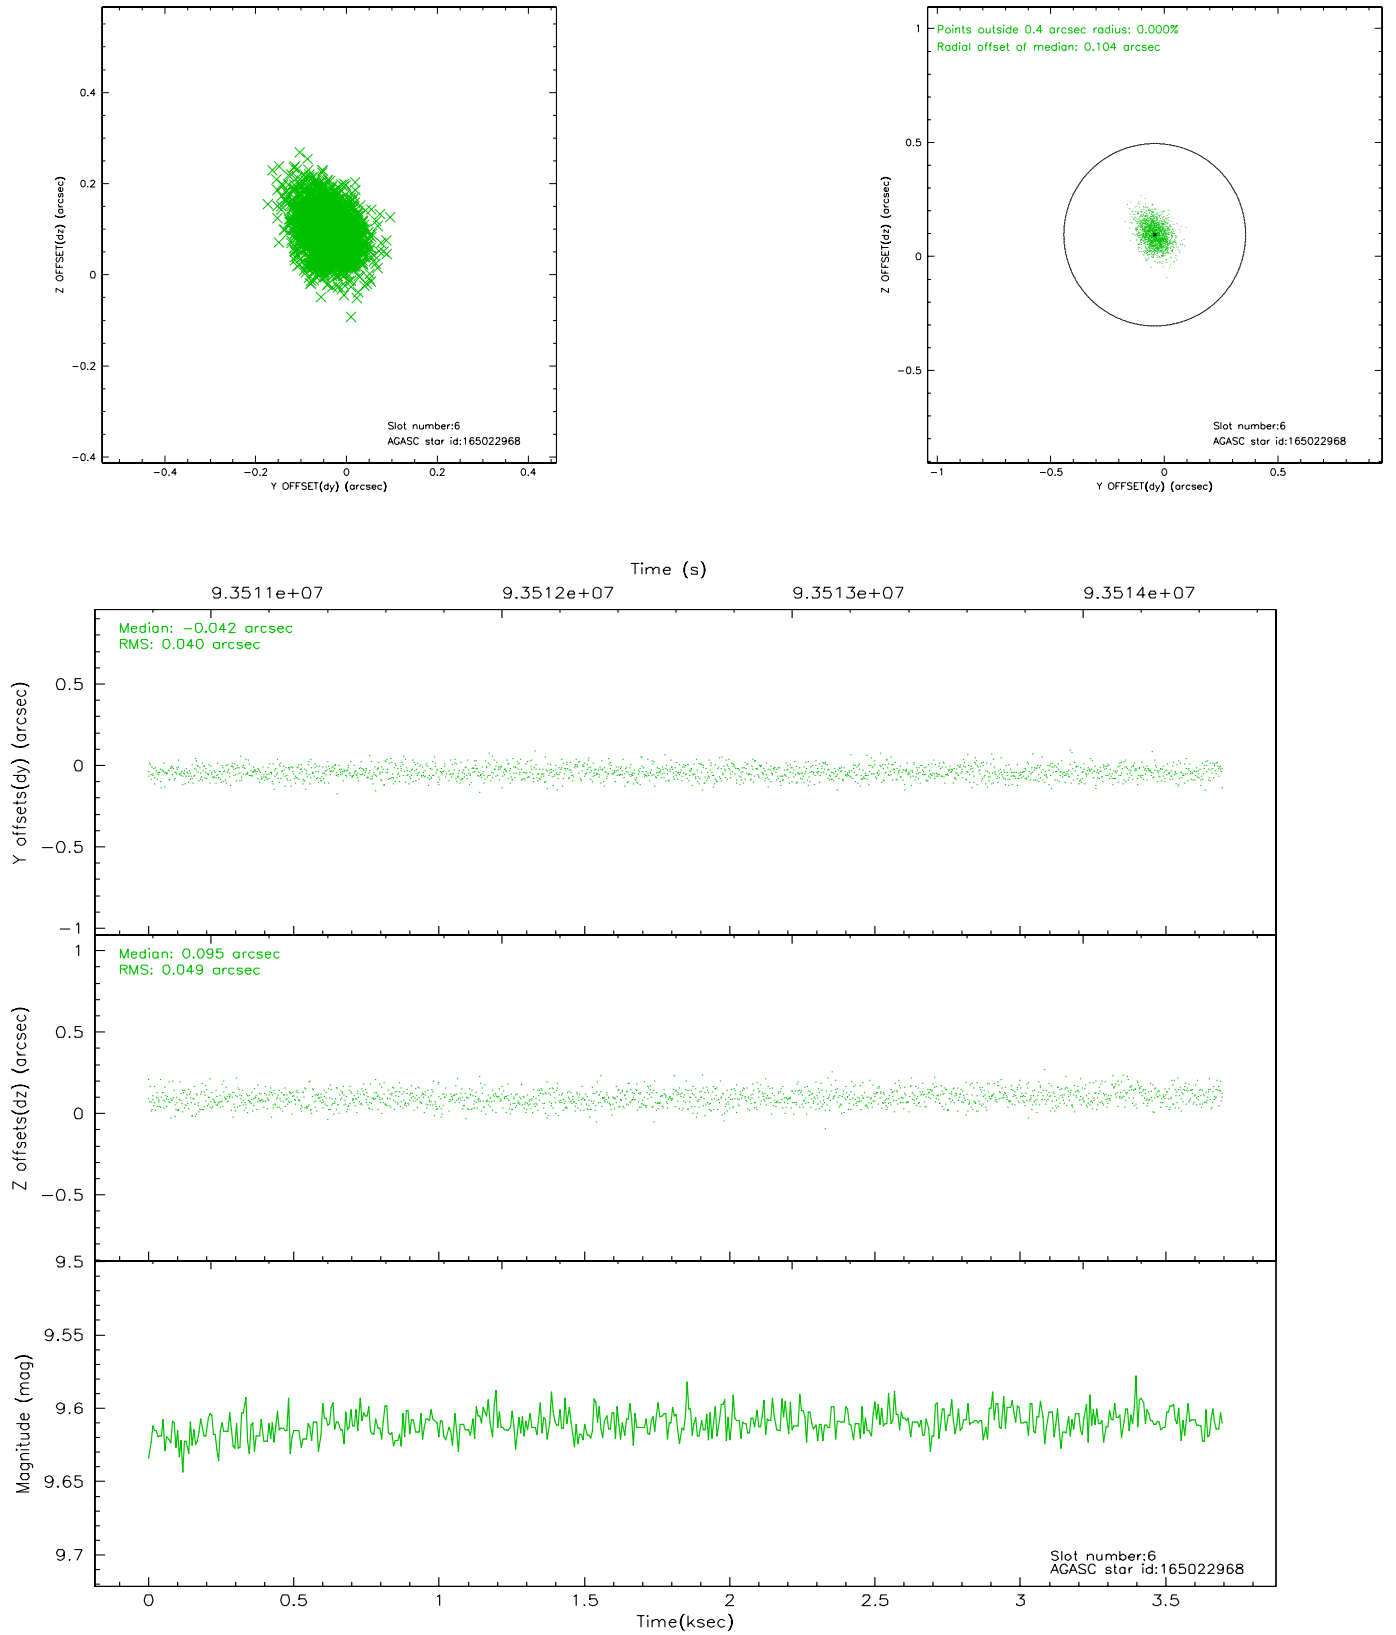 0.4
0.2
0
−0.2
−0.4
Z OFFSET(dz) (arcsec)
Slot number:6
AGASC star id:165022968
−0.4
−0.2
0
0.2
0.4
Y OFFSET(dy) (arcsec)
Points outside 0.4 arcsec radius: 0.000%
Radial offset of median: 0.104 arcsec
1
0.5
0
−0.5
Z OFFSET(dz) (arcsec)
Slot number:6
AGASC star id:165022968
−1
−0.5
0
0.5
Y OFFSET(dy) (arcsec)
Time (s)
9.3511e+07
9.3512e+07
9.3513e+07
9.3514e+07
Median: −0.042 arcsec
RMS: 0.040 arcsec
0.5
0
−0.5
−1
Y offsets(dy) (arcsec)
Median: 0.095 arcsec
RMS: 0.049 arcsec
1
0.5
0
−0.5
Z offsets(dz) (arcsec)
9.5
9.55
9.6
9.65
9.7
Magnitude (mag)
Slot number:6
AGASC star id:165022968
0
0.5
1
1.5
2
2.5
3
3.5
Time(ksec)